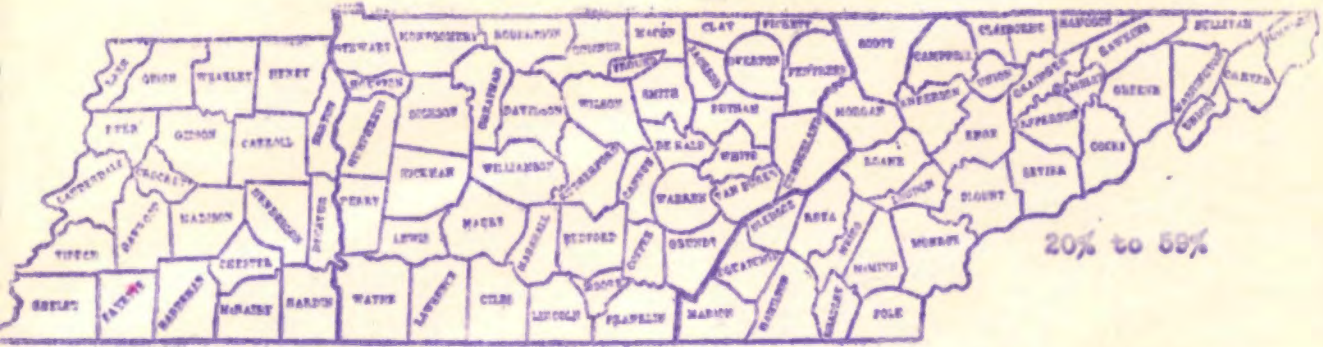 STEWART MONTGOMERY ROBERTSON SUMNER MACON CLAY PICKETT SCOTT CLAIBORNE HANCOCK SULLIVAN
LAKE OBION WEAKLEY HENRY HOUSTON TROUSDALE JACKSON OVERTON FENTRESS CAMPBELL UNION GRAINGER HAWKINS WASHINGTON CARTER
DYER GIBSON CARROLL BENTON HUMPHREYS DICKSON CHEATHAM DAVIDSON WILSON SMITH PUTNAM MORGAN ANDERSON KNOX JEFFERSON HAMBLEN GREENE UNICOI
LAUDERDALE CROCKETT HICKMAN WILLIAMSON RUTHERFORD CANNON DE KALB WHITE CUMBERLAND ROANE LOUDON BLOUNT SEVIER COCKE
HAYWOOD MADISON HENDERSON DECATUR PERRY LEWIS MAURY MARSHALL BEDFORD COFFEE WARREN VAN BUREN GRUNDY BLEDSOE RHEA MEIGS MONROE
TIPTON CHESTER MOORE SEQUATCHIE McMINN
20% to 59%
SHELBY FAYETTE HARDEMAN McNAIRY HARDIN WAYNE LAWRENCE GILES LINCOLN FRANKLIN MARION HAMILTON BRADLEY POLK